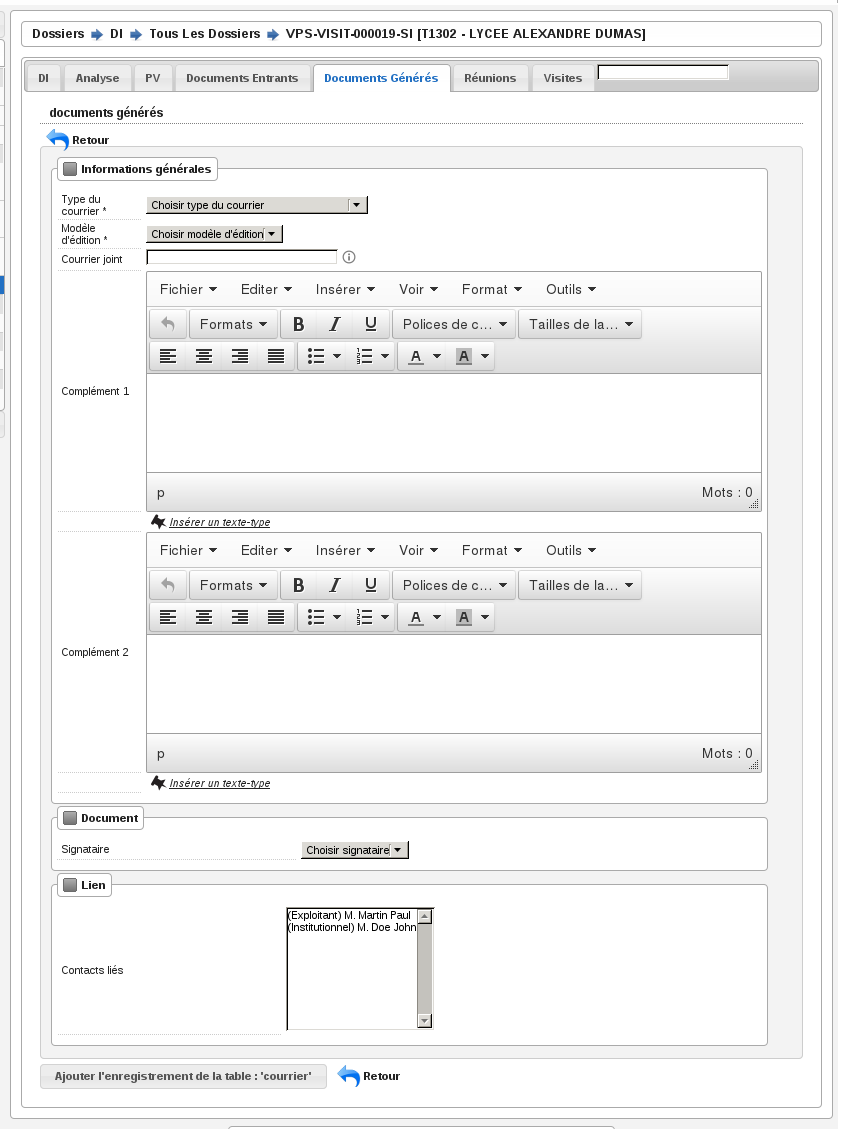 Dossiers DI Tous Les Dossiers VPS-VISIT-000019-SI [T1302 - LYCEE ALEXANDRE DUMAS]
DI Analyse PV Documents Entrants Documents Générés Réunions Visites
documents générés
Retour
Informations générales
Type du
courrier *
Choisir type du courrier
Modèle
d'édition *
Choisir modèle d'édition
Courrier joint
Fichier Editer Insérer Voir Format Outils
Formats B I U Polices de c... Tailles de la...
A A
Complément 1
p Mots : 0
Insérer un texte-type
Fichier Editer Insérer Voir Format Outils
Formats B I U Polices de c... Tailles de la...
A A
Complément 2
p Mots : 0
Insérer un texte-type
Document
Signataire Choisir signataire
Lien
(Exploitant) M. Martin Paul
(Institutionnel) M. Doe John
Contacts liés
Ajouter l'enregistrement de la table : 'courrier' Retour